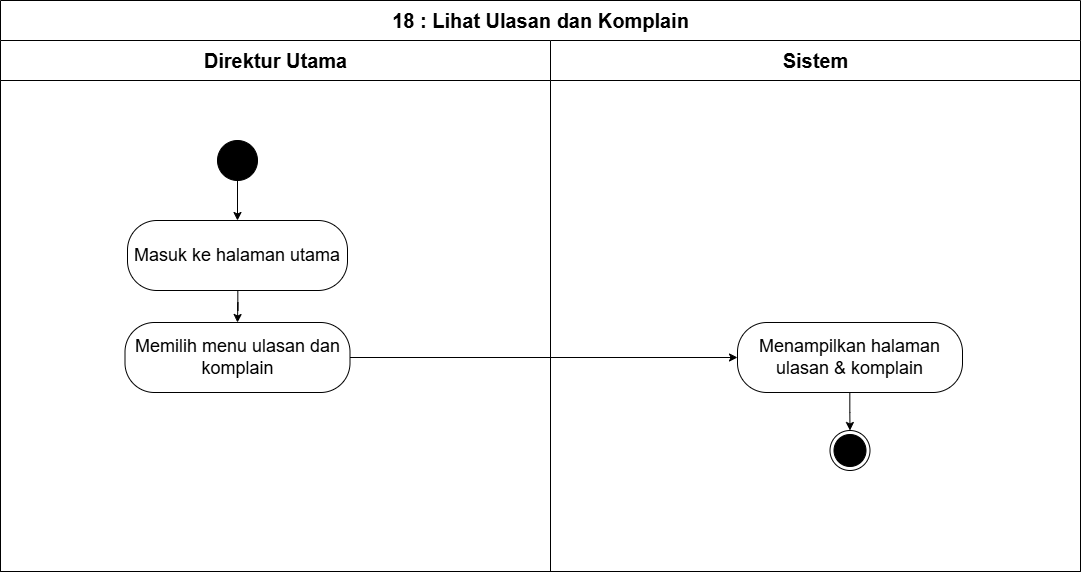 18 : Lihat Ulasan dan Komplain
Direktur Utama
Sistem
Masuk ke halaman utama
Memilih menu ulasan dan
komplain
Menampilkan halaman
ulasan & komplain